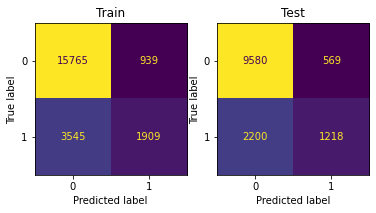 Train
Test
True label
0
15765
939
1
3545
1909
0
1
Predicted label
True label
0
9580
569
1
2200
1218
0
1
Predicted label